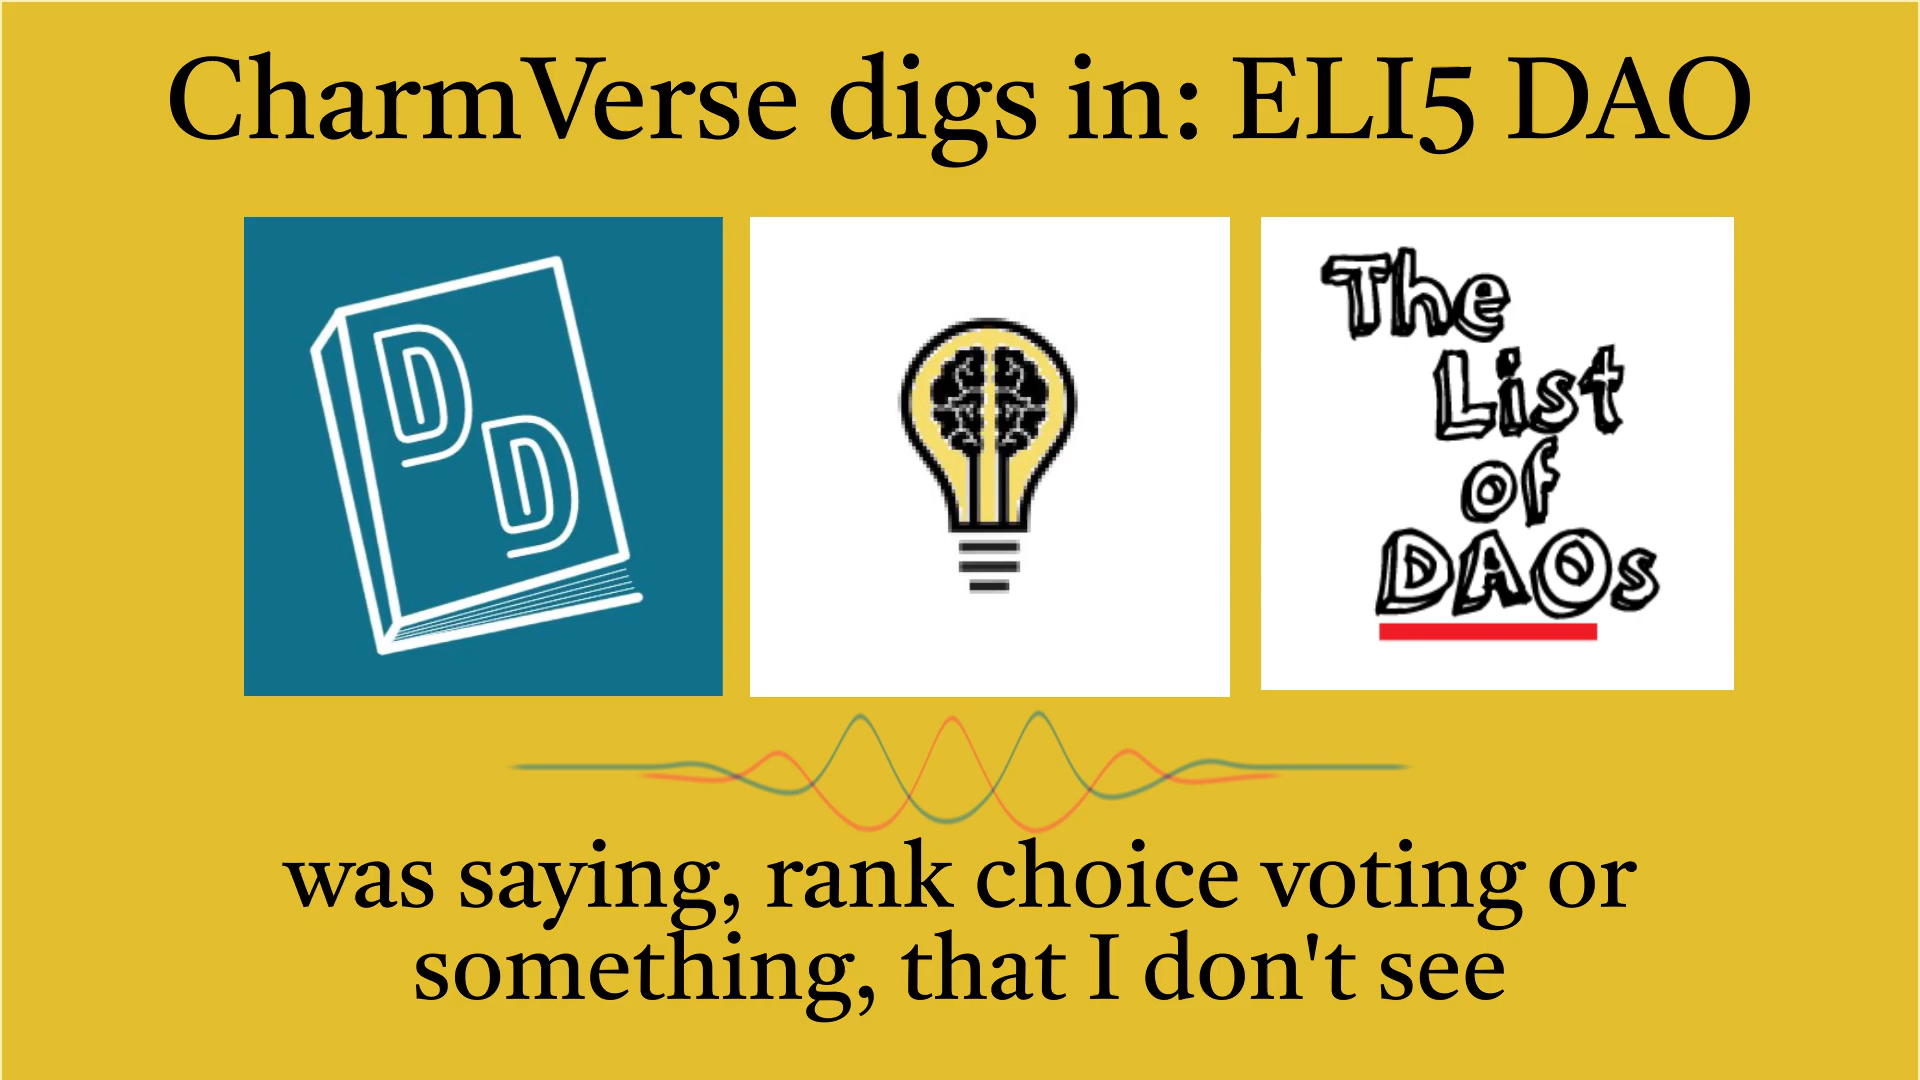 CharmVerse digs in: ELI5 DAO
D
D
The
List
of
DAOs
was saying, rank choice voting or
something, that I don't see